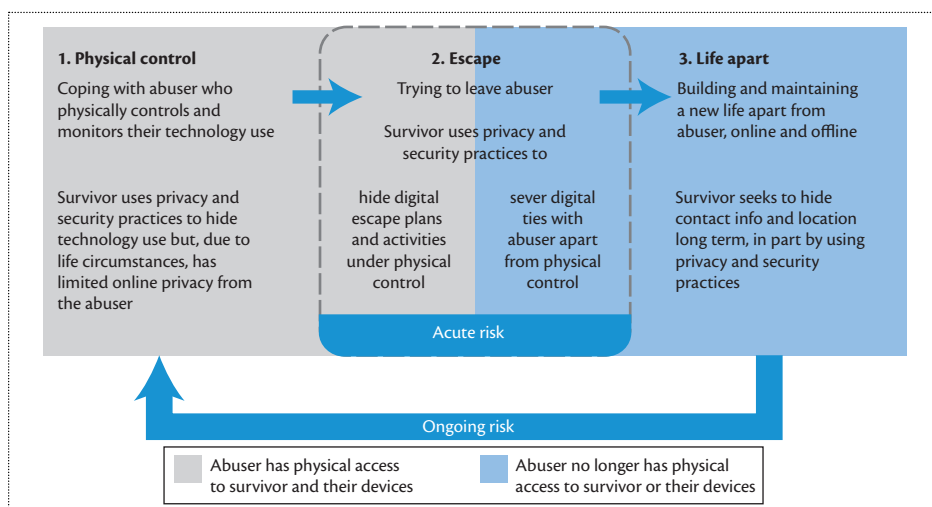 1. Physical control
Coping with abuser who
physically controls and
monitors their technology use
Survivor uses privacy and
security practices to hide
technology use but, due to
life circumstances, has
limited online privacy from
the abuser
2. Escape
Trying to leave abuser
Survivor uses privacy and
security practices to
hide digital
escape plans
and activities
under physical
control
sever digital
ties with
abuser apart
from physical
control
Acute risk
3. Life apart
Building and maintaining
a new life apart from
abuser, online and offline
Survivor seeks to hide
contact info and location
long term, in part by using
privacy and security
practices
Ongoing risk
Abuser has physical access
to survivor and their devices
Abuser no longer has physical
access to survivor or their devices